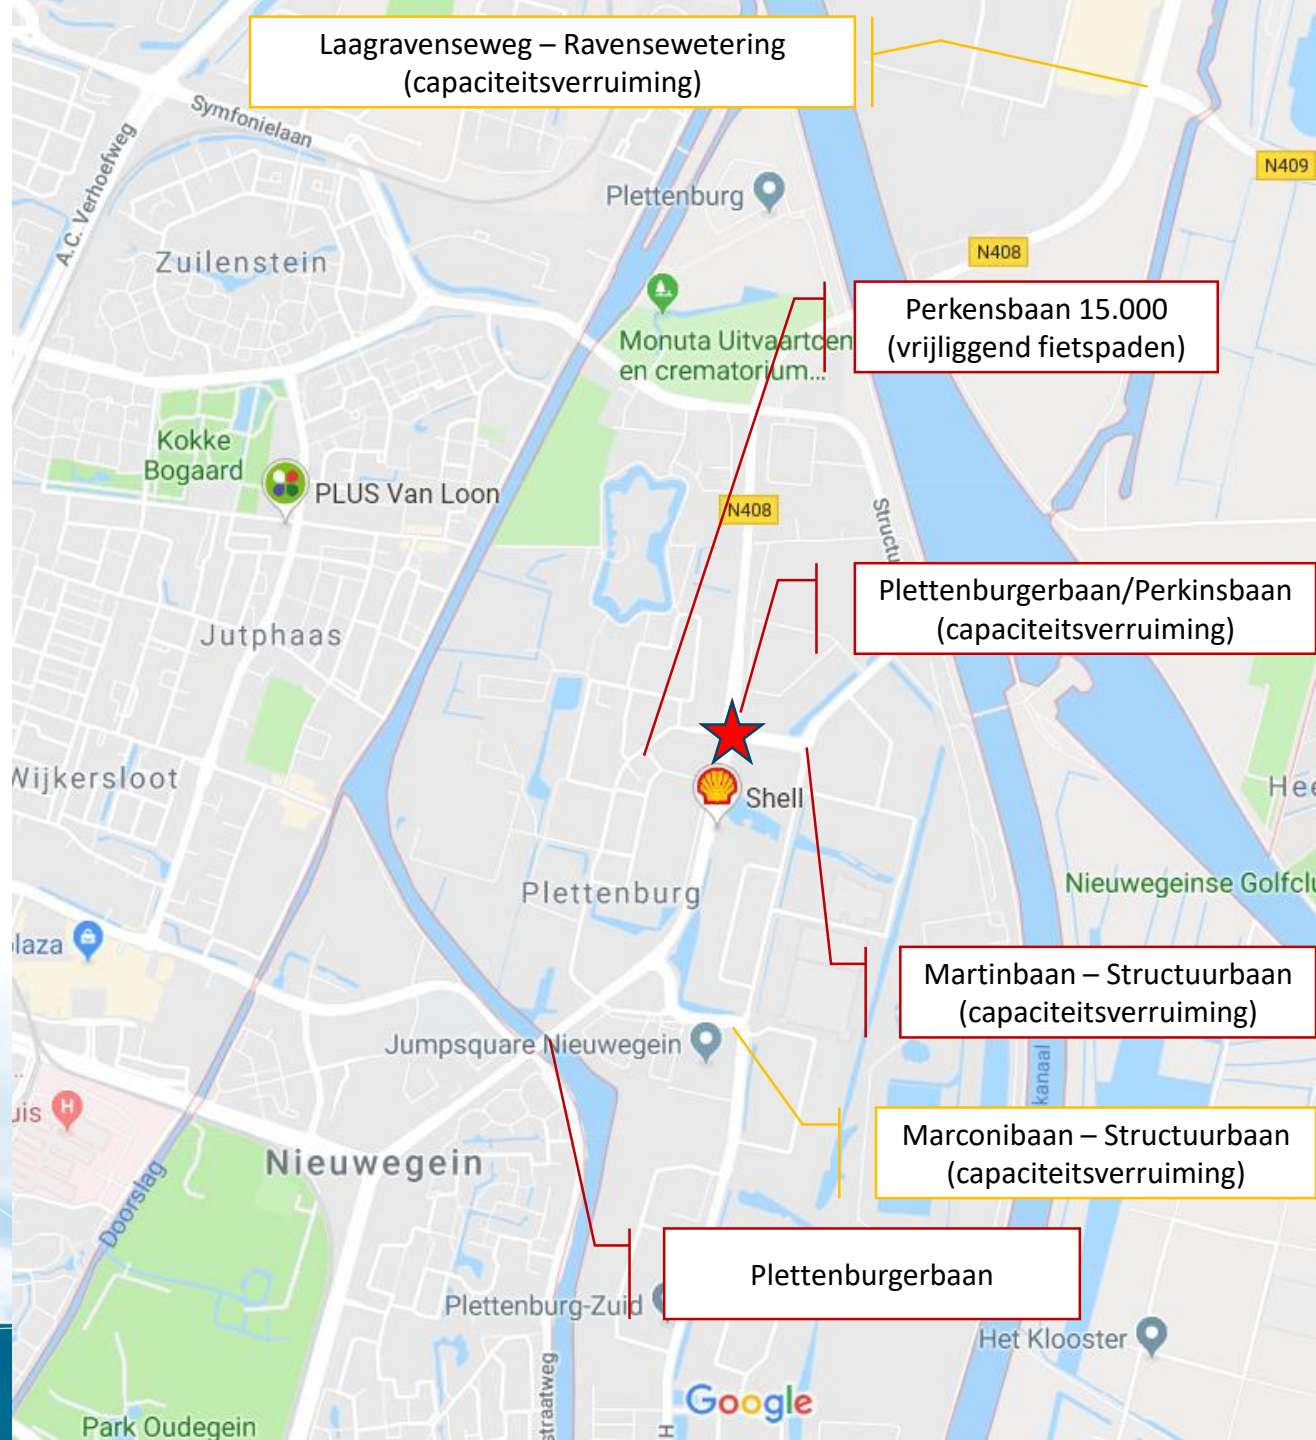 Laagravenseweg – Ravensewetering
(capaciteitsverruiming)
Symfonielaan
A.C. Verhoefweg
N409
Plettenburg
Zuilenstein
N408
Perkensbaan 15.000
(vrijliggend fietspaden)
Monuta Uitvaartcen
en crematorium...
Kokke
Bogaard
PLUS Van Loon
N408
Structu
Plettenburgerbaan/Perkinsbaan
(capaciteitsverruiming)
Jutphaas
Wijkersloot
Shell
Hee
Plettenburg
Nieuwegeinse Golfclu
laza
Martinbaan – Structuurbaan
(capaciteitsverruiming)
Jumpsquare Nieuwegein
kanaal
uis
H
Marconibaan – Structuurbaan
(capaciteitsverruiming)
Nieuwegein
Doorslag
Plettenburgerbaan
Plettenburg-Zuid
Het Klooster
straatweg
Google
H
Park Oudegein